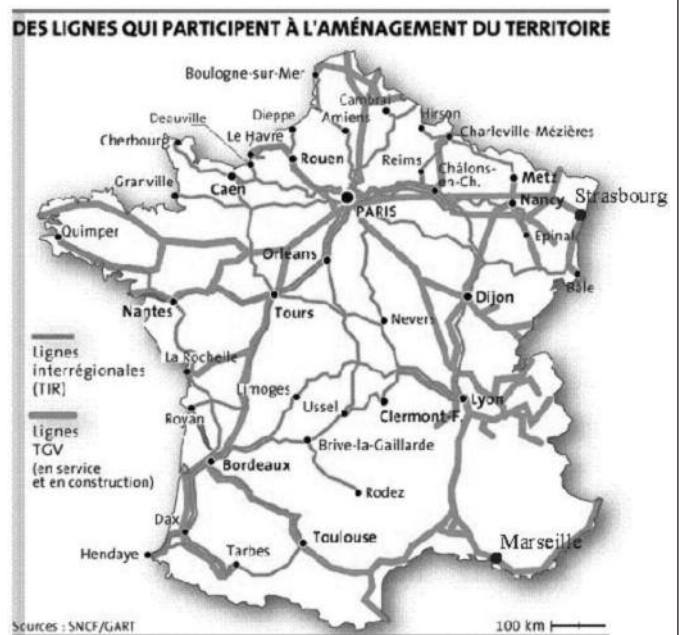 DES LIGNES QUI PARTICIPENT À L'AMÉNAGEMENT DU TERRITOIRE
Boulogne-sur-Mer
Cambrai
Deauville
Dieppe
Amiens
Hirson
Cherbourg
Le Havre
Charleville-Mézières
Rouen
Reims
Châlons-
en-Ch.
Metz
Granville
Caen
PARIS
Nancy
Strasbourg
Quimper
Orléans
Epinal
Bâle
Nantes
Tours
Dijon
Nevers
Lignes
interrégionales
(TIR)
La Rochelle
Limoges
Ussel
Clermont-F.
Lyon
Royan
Lignes
TGV
(en service
et en construction)
Brive-la-Gaillarde
Bordeaux
Rodez
Dax
Toulouse
Marseille
Hendaye
Tarbes
Sources : SNCF/GART
100 km